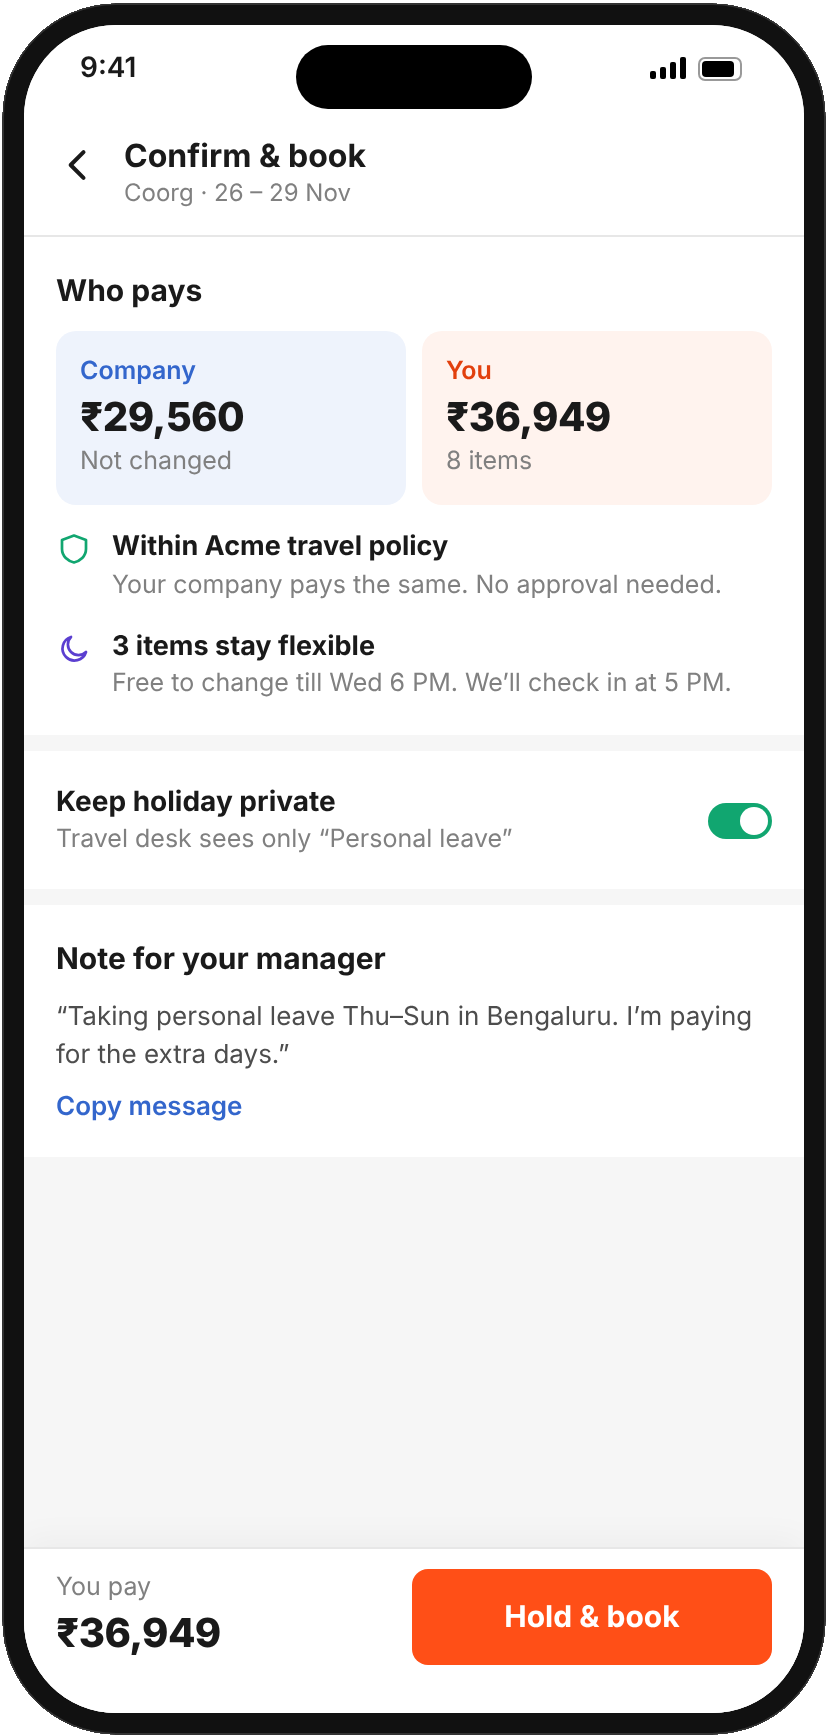 9:41
Confirm & book
Coorg · 26 – 29 Nov
Who pays
Company
₹29,560
Not changed
You
₹36,949
8 items
Within Acme travel policy
Your company pays the same. No approval needed.
3 items stay flexible
Free to change till Wed 6 PM. We’ll check in at 5 PM.
Keep holiday private
Travel desk sees only “Personal leave”
Note for your manager
“Taking personal leave Thu–Sun in Bengaluru. I’m paying
for the extra days.”
Copy message
You pay
₹36,949
Hold & book